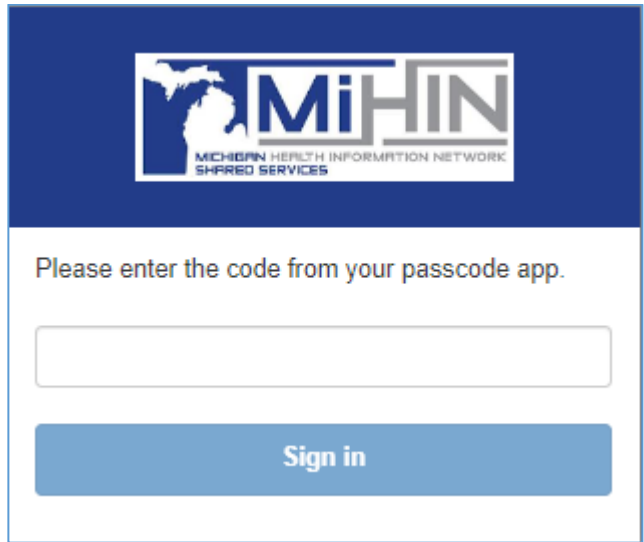 MiHIN
MICHIGAN HEALTH INFORMATION NETWORK
SHARED SERVICES
Please enter the code from your passcode app.
Sign in